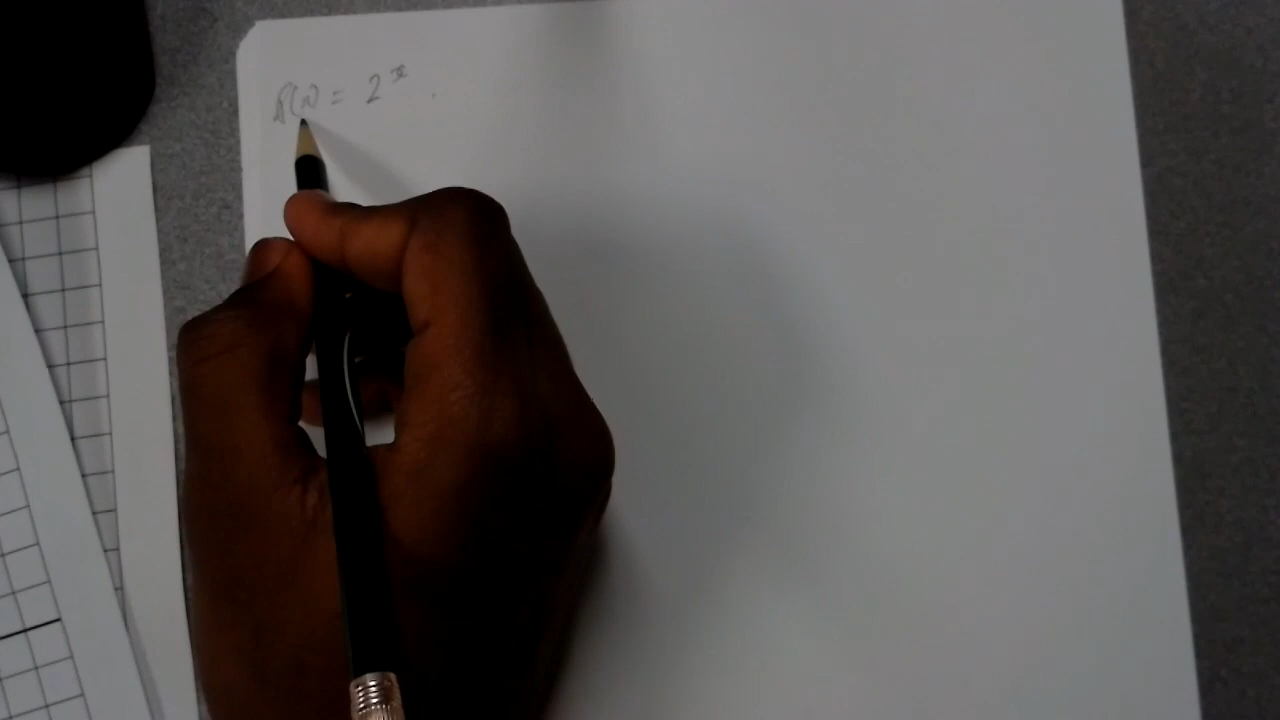 f(x) = 2^x